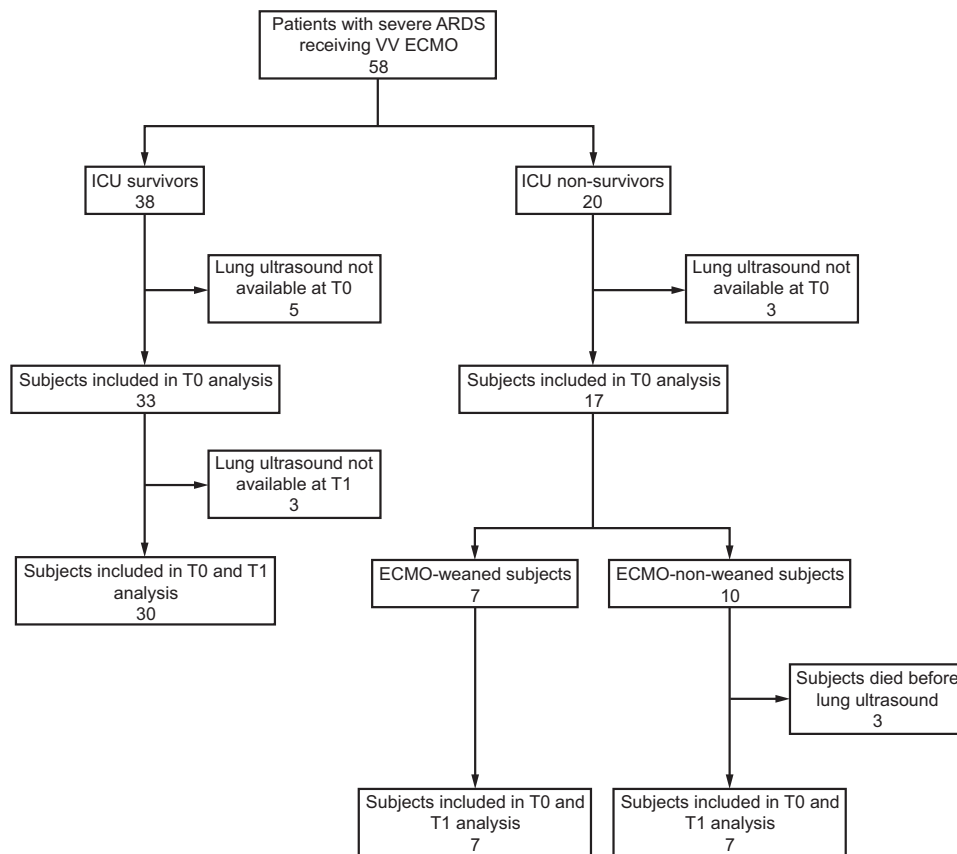 Patients with severe ARDS
receiving VV ECMO
58
ICU survivors
38
ICU non-survivors
20
Lung ultrasound not
available at T0
5
Lung ultrasound not
available at T0
3
Subjects included in T0 analysis
33
Subjects included in T0 analysis
17
Lung ultrasound not
available at T1
3
Subjects included in T0 and T1
analysis
30
ECMO-weaned subjects
7
ECMO-non-weaned subjects
10
Subjects died before
lung ultrasound
3
Subjects included in T0 and
T1 analysis
7
Subjects included in T0 and
T1 analysis
7